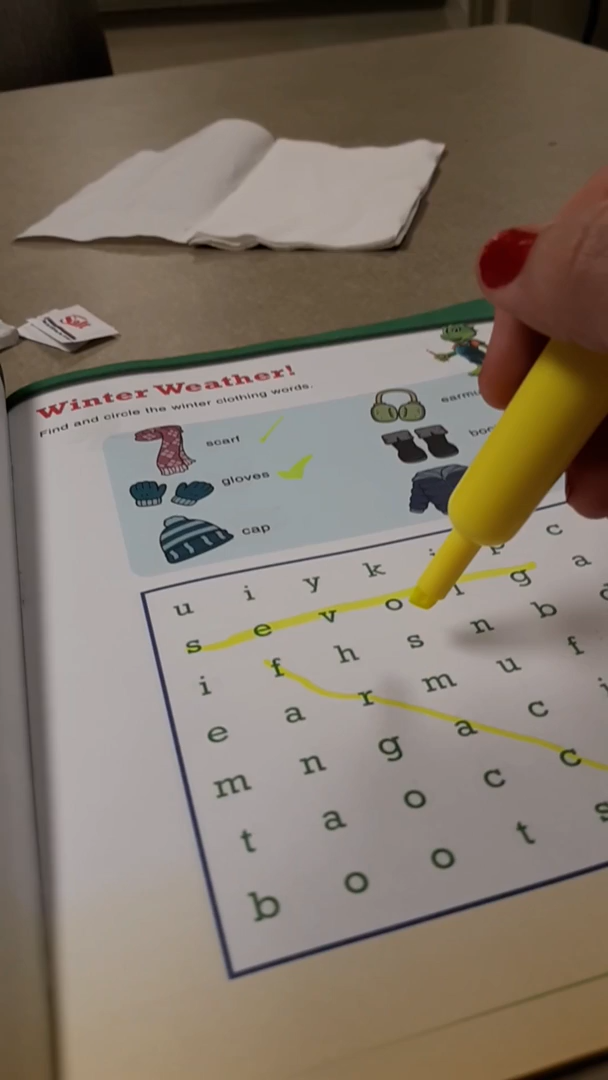 Winter Weather!
Find and circle the winter clothing words.
scarf
gloves
cap
u i y k i p c
s e v o l g a
i f h s n b
e a r m u f
m n g a c
t a o c c
b o o t s